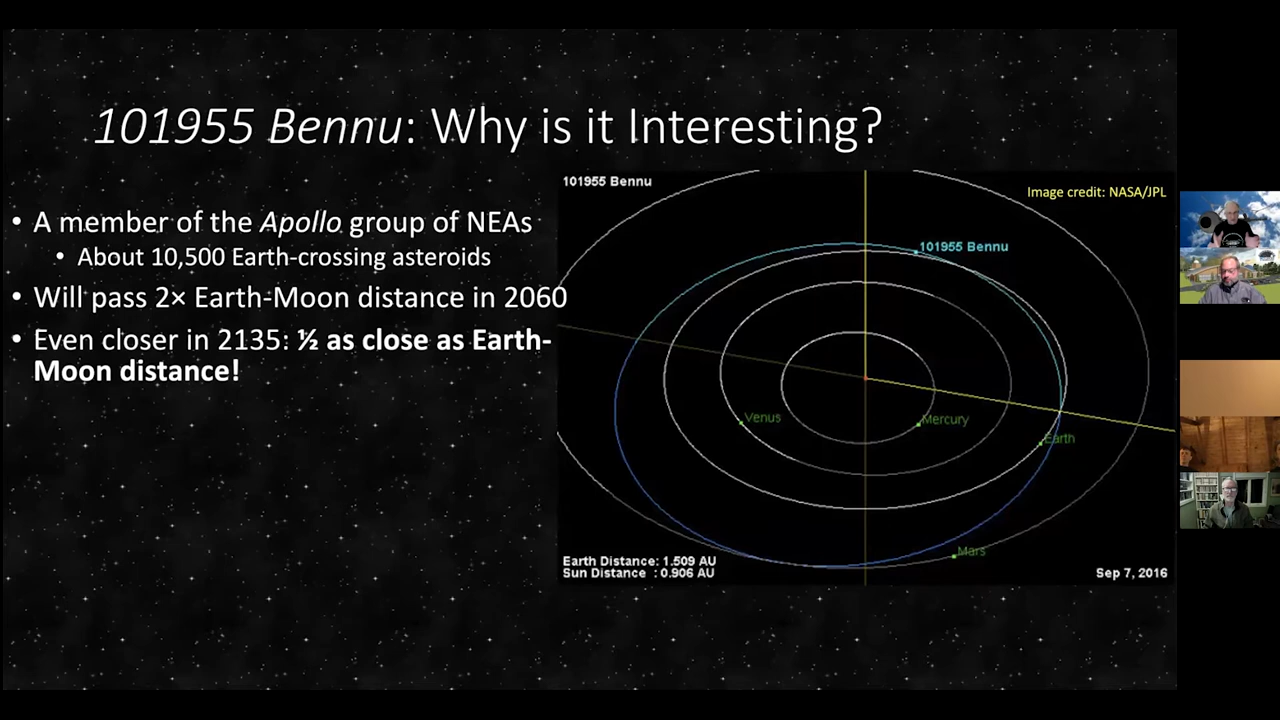 101955 Bennu: Why is it Interesting?
• A member of the Apollo group of NEAs
• About 10,500 Earth-crossing asteroids
• Will pass 2× Earth-Moon distance in 2060
• Even closer in 2135: ½ as close as Earth-
Moon distance!
101955 Bennu
Image credit: NASA/JPL
101955 Bennu
Venus
Mercury
Earth
Mars
Earth Distance: 1.509 AU
Sun Distance : 0.906 AU
Sep 7, 2016